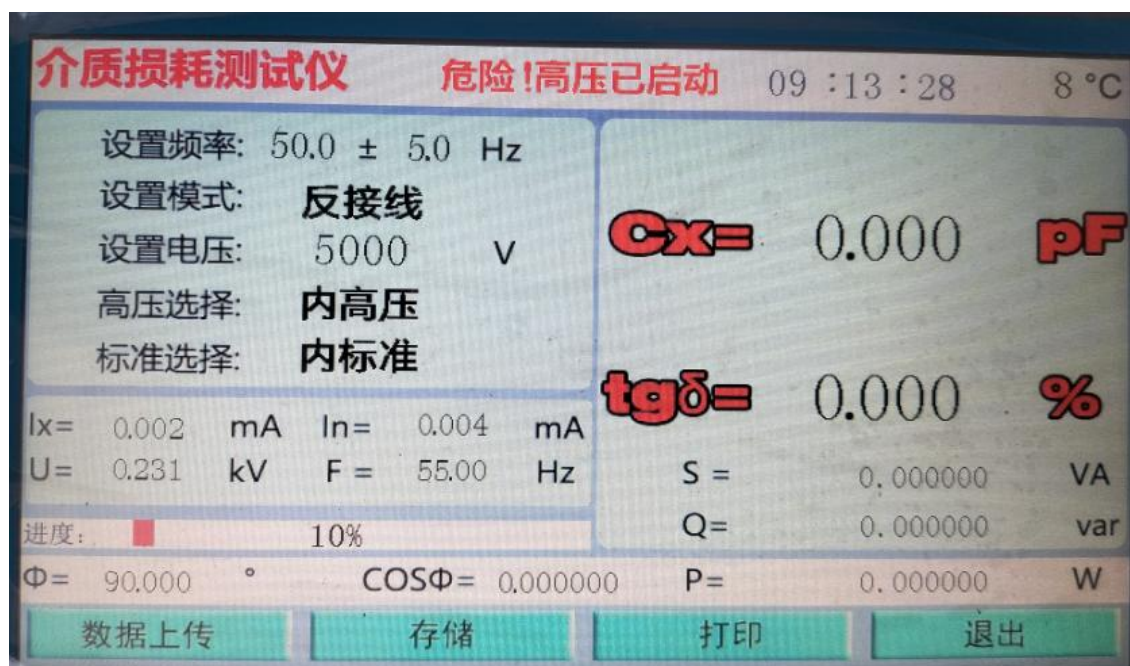 介质损耗测试仪 危险!高压已启动 09:13:28 8 °C
设置频率: 50.0 ± 5.0 Hz
设置模式: 反接线
设置电压: 5000 V
高压选择: 内高压
标准选择: 内标准
Cx= 0.000 pF
tgδ= 0.000 %
Ix= 0.002 mA In= 0.004 mA
U= 0.231 kV F= 55.00 Hz
S= 0.000000 VA
Q= 0.000000 var
进度: 10%
Φ= 90.000 ° COSΦ= 0.000000 P= 0.000000 W
数据上传 存储 打印 退出